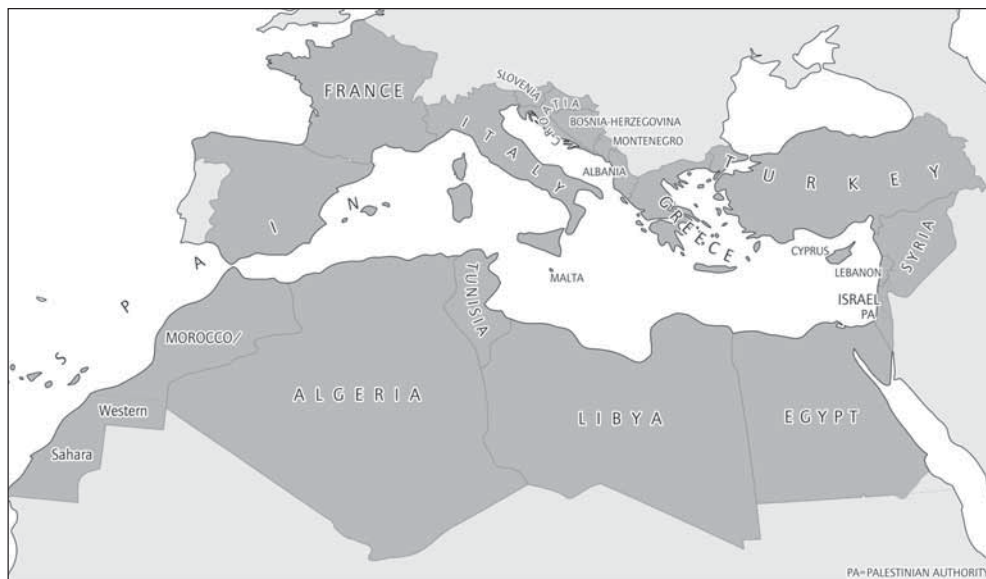 FRANCE
SLOVENIA
CROATIA
BOSNIA-HERZEGOVINA
MONTENEGRO
ITALY
ALBANIA
GREECE
TURKEY
SPAIN
CYPRUS
SYRIA
LEBANON
MALTA
ISRAEL
PA
TUNISIA
MOROCCO/
Western
Sahara
ALGERIA
LIBYA
EGYPT
PA=PALESTINIAN AUTHORITY